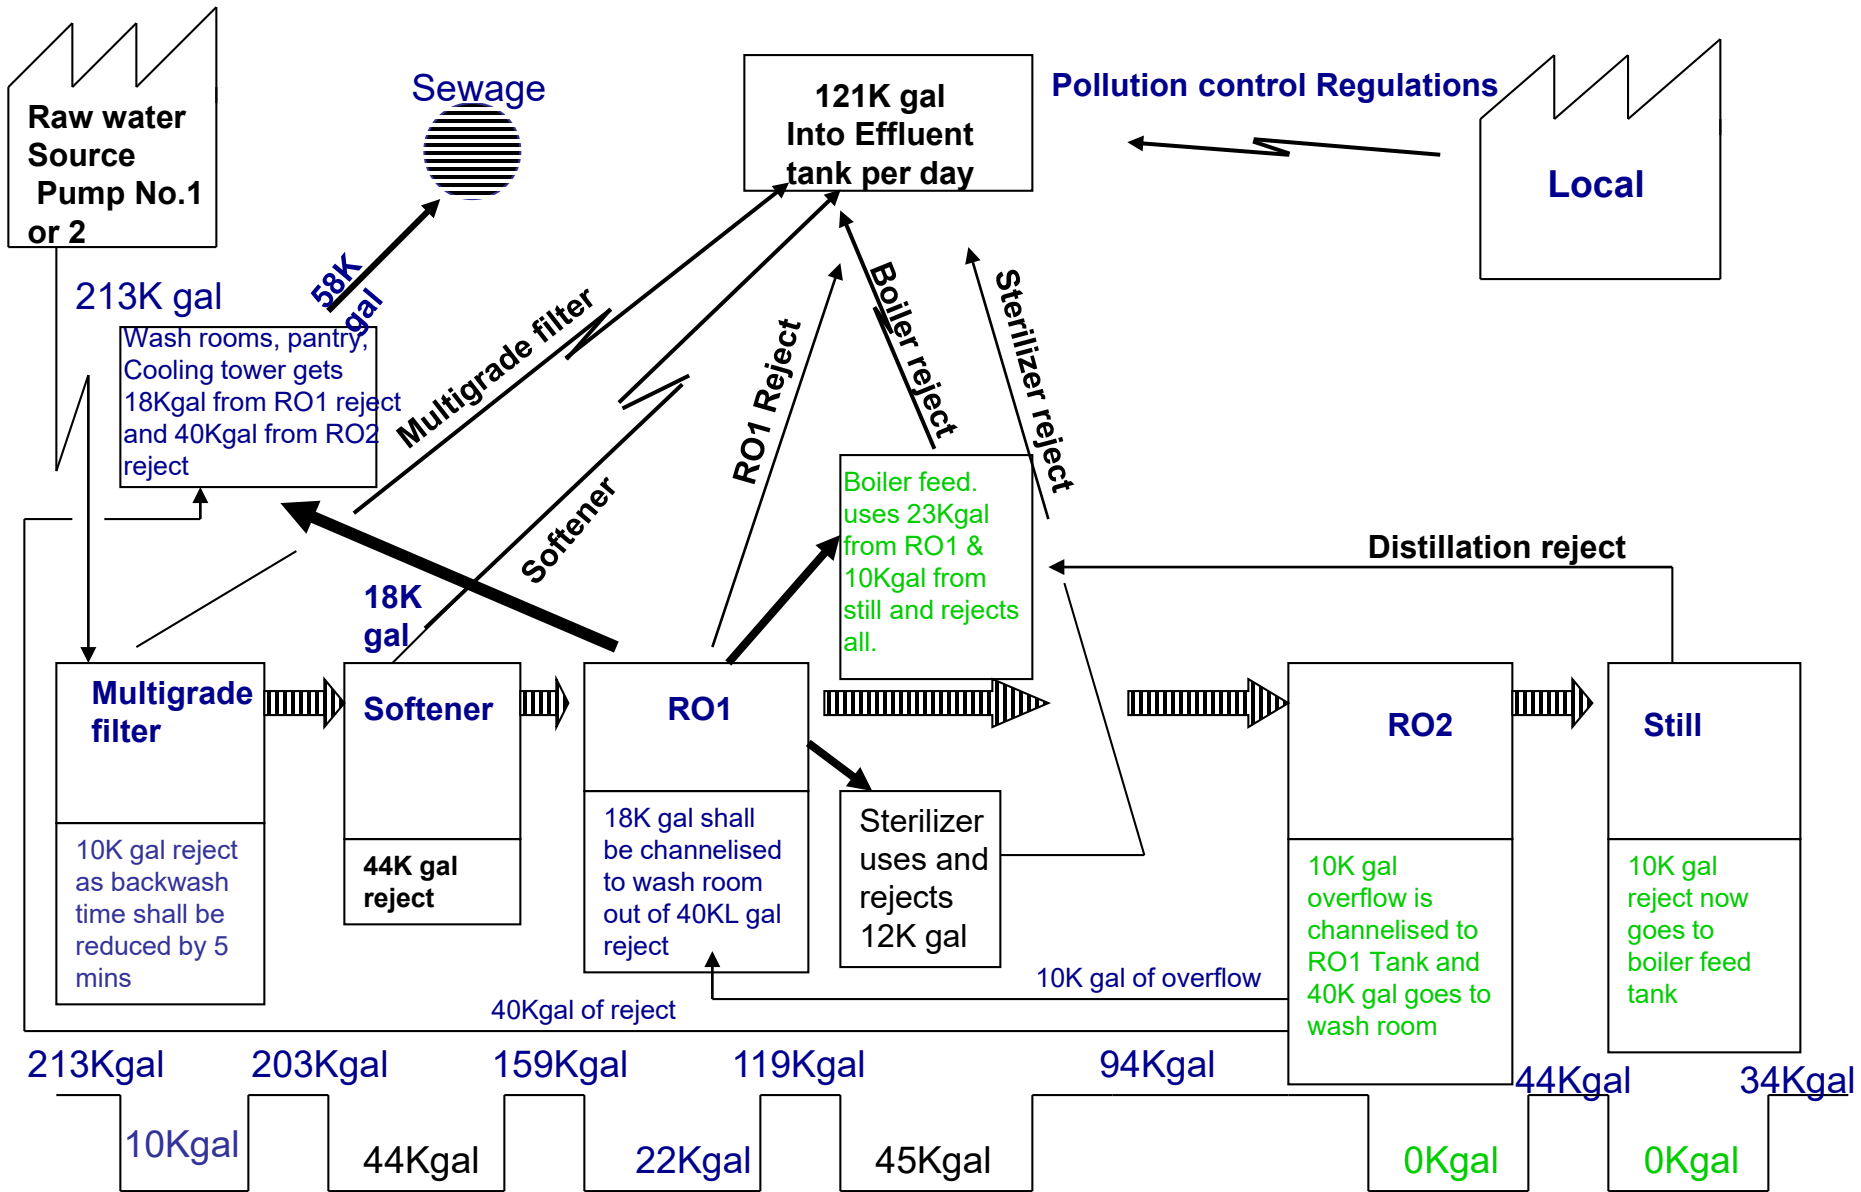 Raw water
Source
Pump No.1
or 2
Sewage
121K gal
Into Effluent
tank per day
Pollution control Regulations
Local
213K gal
58K
gal
Wash rooms, pantry,
Cooling tower gets
18Kgal from RO1 reject
and 40Kgal from RO2
reject
Multigrade filter
Softener
RO1 Reject
Boiler reject
Sterilizer reject
Boiler feed.
uses 23Kgal
from RO1 &
10Kgal from
still and rejects
all.
Distillation reject
18K
gal
Multigrade
filter
Softener
RO1
RO2
Still
10K gal reject
as backwash
time shall be
reduced by 5
mins
44K gal
reject
18K gal shall
be channelised
to wash room
out of 40KL gal
reject
Sterilizer
uses and
rejects
12K gal
10K gal
overflow is
channelised to
RO1 Tank and
40K gal goes to
wash room
10K gal
reject now
goes to
boiler feed
tank
10K gal of overflow
40Kgal of reject
213Kgal
203Kgal
159Kgal
119Kgal
94Kgal
44Kgal
34Kgal
10Kgal
44Kgal
22Kgal
45Kgal
0Kgal
0Kgal